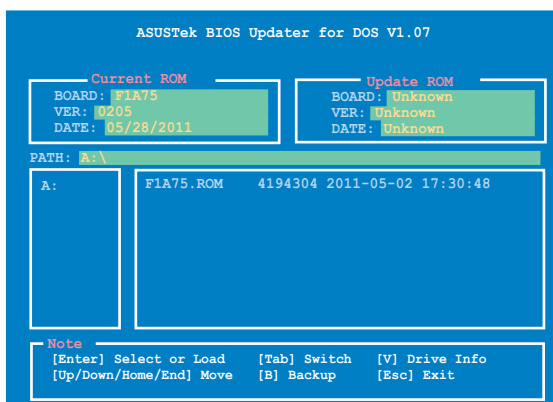 ASUSTek BIOS Updater for DOS V1.07
Current ROM
BOARD: F1A75
VER: 0205
DATE: 05/28/2011
Update ROM
BOARD: Unknown
VER: Unknown
DATE: Unknown
PATH: A:\
A:
F1A75.ROM 4194304 2011-05-02 17:30:48
Note
[Enter] Select or Load [Tab] Switch [V] Drive Info
[Up/Down/Home/End] Move [B] Backup [Esc] Exit